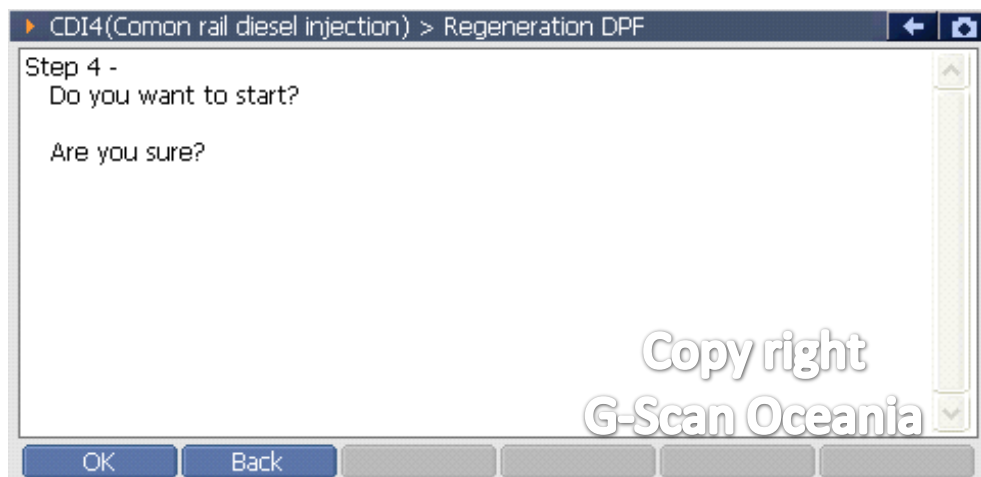 CDI4(Comon rail diesel injection) > Regeneration DPF
Step 4 -
Do you want to start?
Are you sure?
Copy right
G-Scan Oceania
OK Back